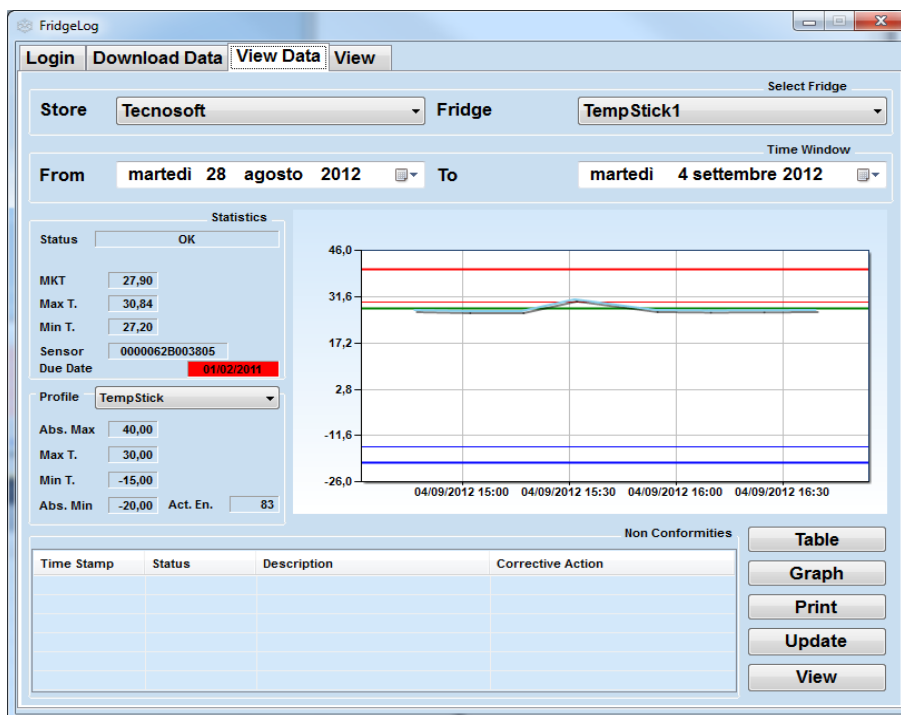 FridgeLog
Login Download Data View Data View
Select Fridge
Store Tecnosoft Fridge TempStick1
Time Window
From martedì 28 agosto 2012 To martedì 4 settembre 2012
Statistics
Status OK
MKT 27,90
Max T. 30,84
Min T. 27,20
Sensor 0000062B003805
Due Date 01/02/2011
Profile TempStick
Abs. Max 40,00
Max T. 30,00
Min T. -15,00
Abs. Min -20,00 Act. En. 83
46,0
31,6
17,2
2,8
-11,6
-26,0
04/09/2012 15:00 04/09/2012 15:30 04/09/2012 16:00 04/09/2012 16:30
Non Conformities
Time Stamp Status Description Corrective Action
Table
Graph
Print
Update
View